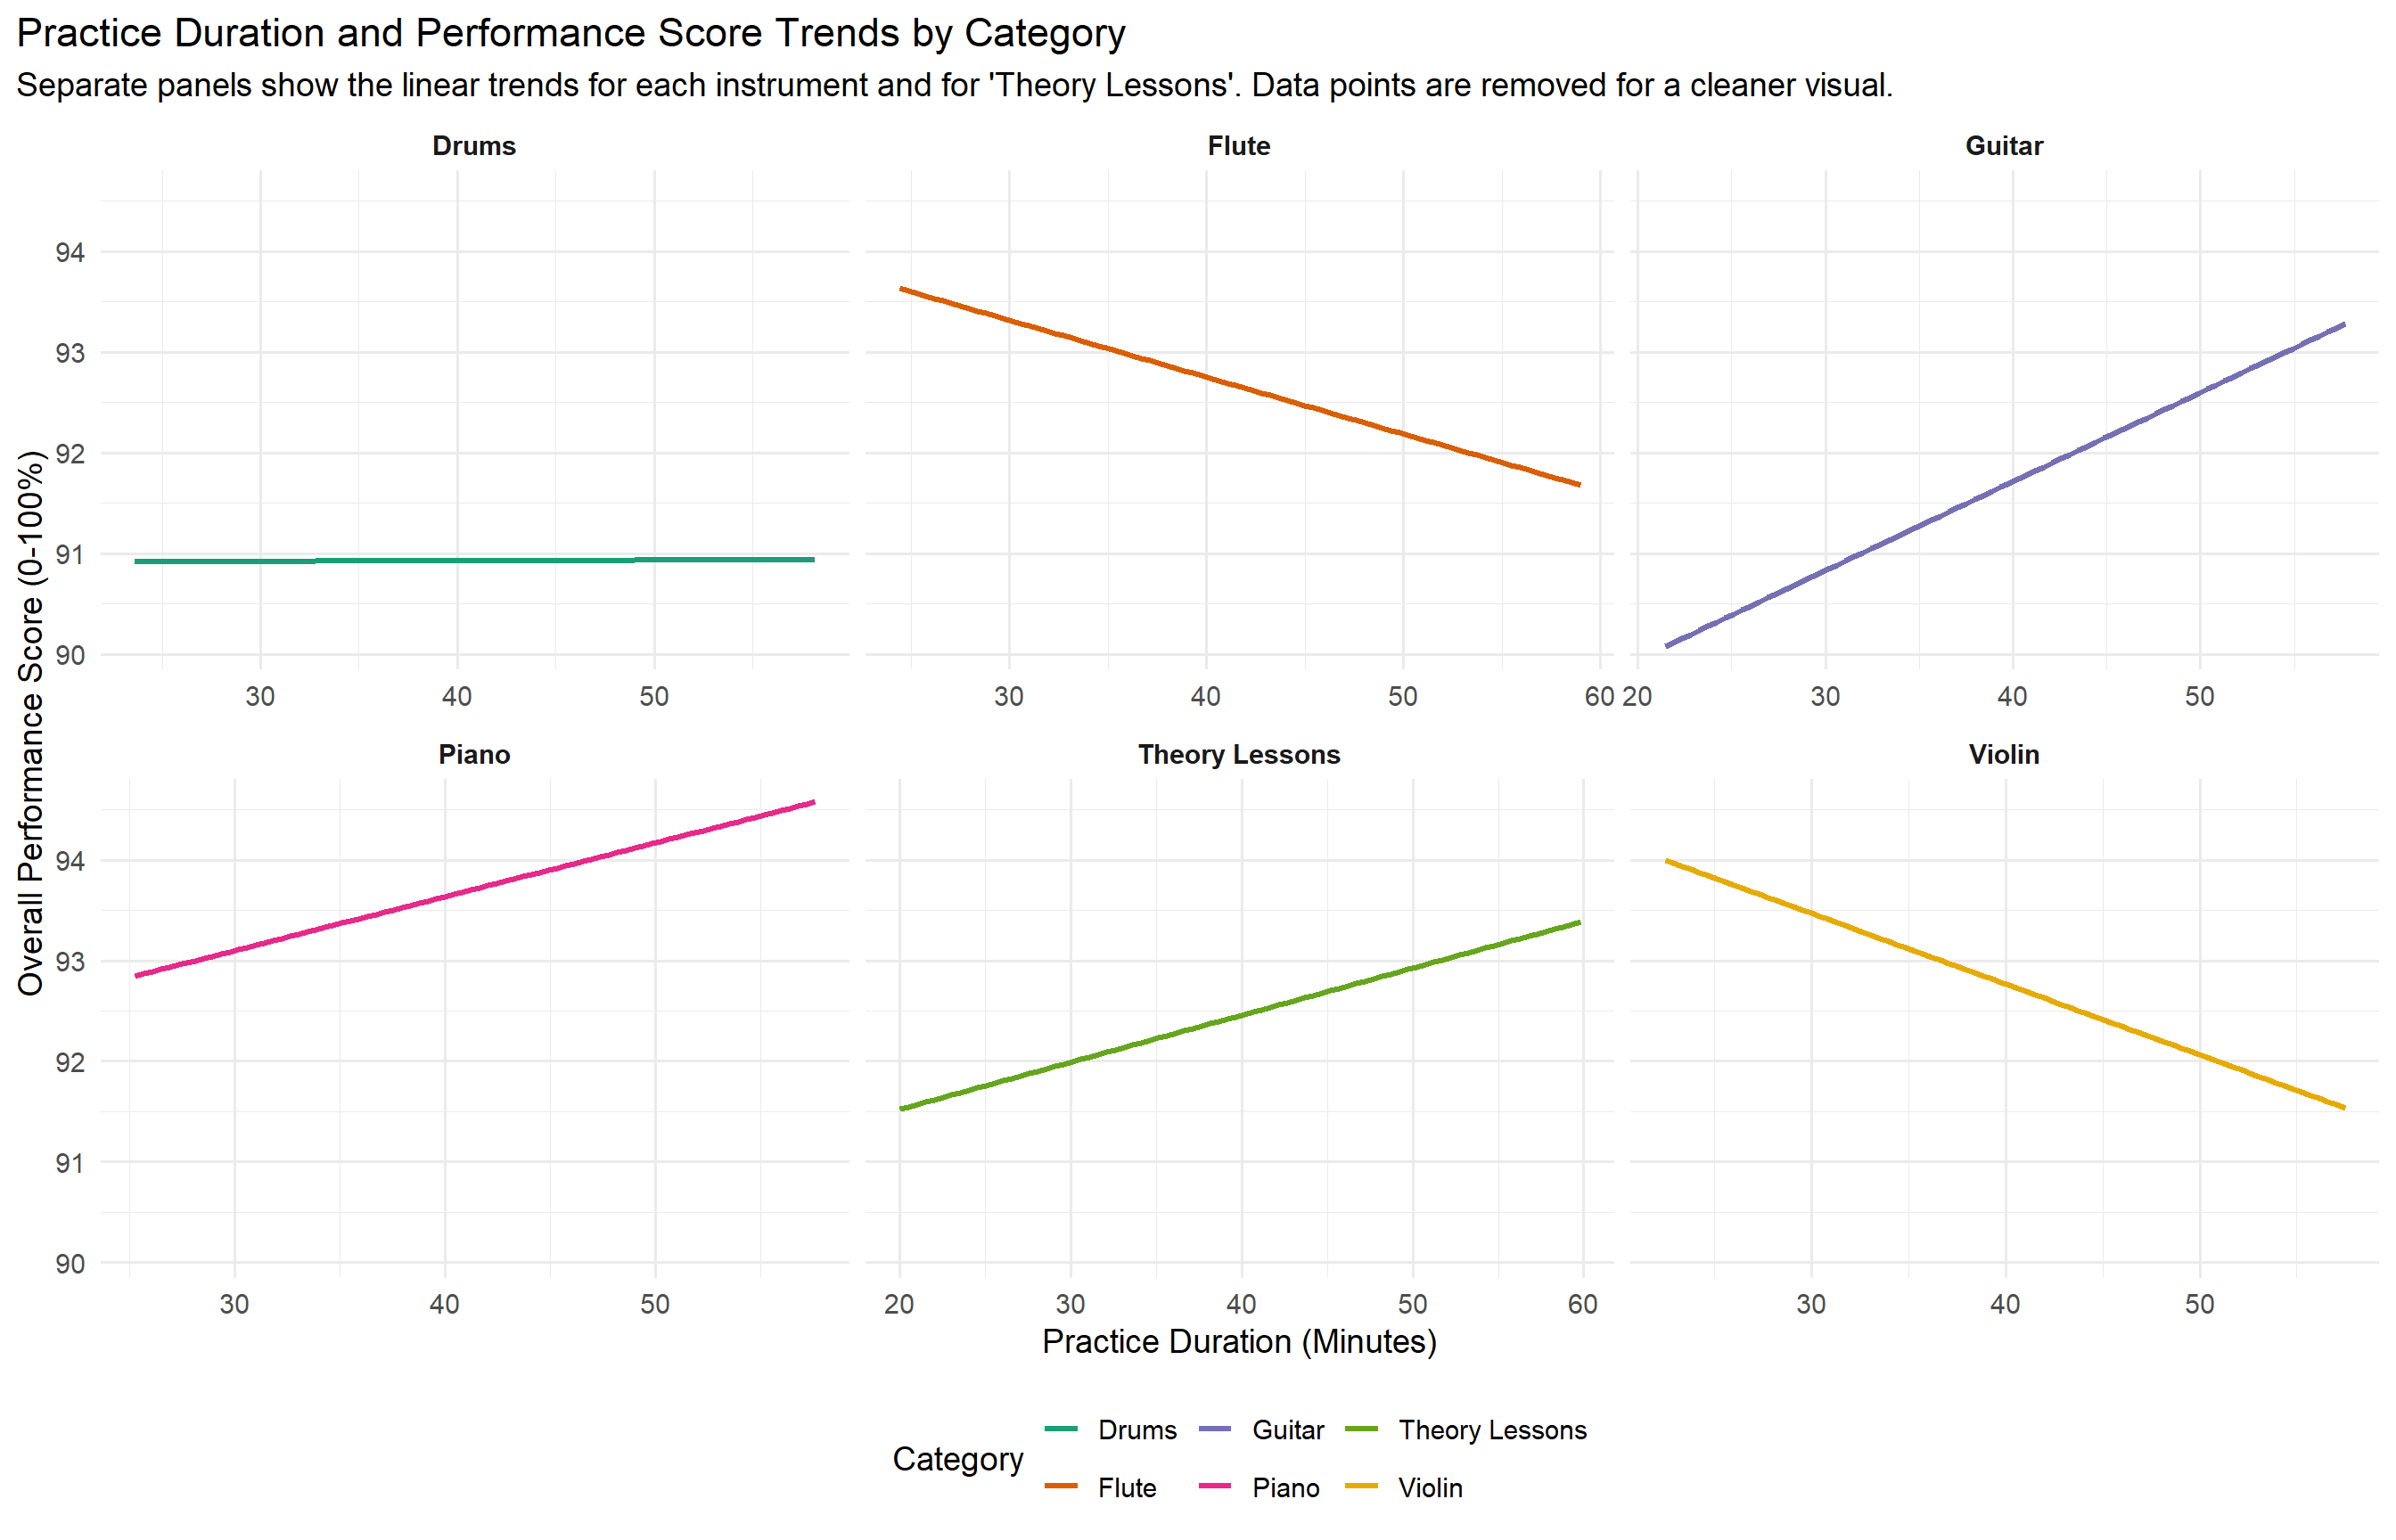 Practice Duration and Performance Score Trends by Category
Separate panels show the linear trends for each instrument and for 'Theory Lessons'. Data points are removed for a cleaner visual.
Drums
Flute
Guitar
94
93
92
91
90
30 40 50
30 40 50 60
20 30 40 50
Overall Performance Score (0-100%)
Piano
Theory Lessons
Violin
94
93
92
91
90
30 40 50
20 30 40 50 60
30 40 50
Practice Duration (Minutes)
Category
Drums
Guitar
Theory Lessons
Flute
Piano
Violin